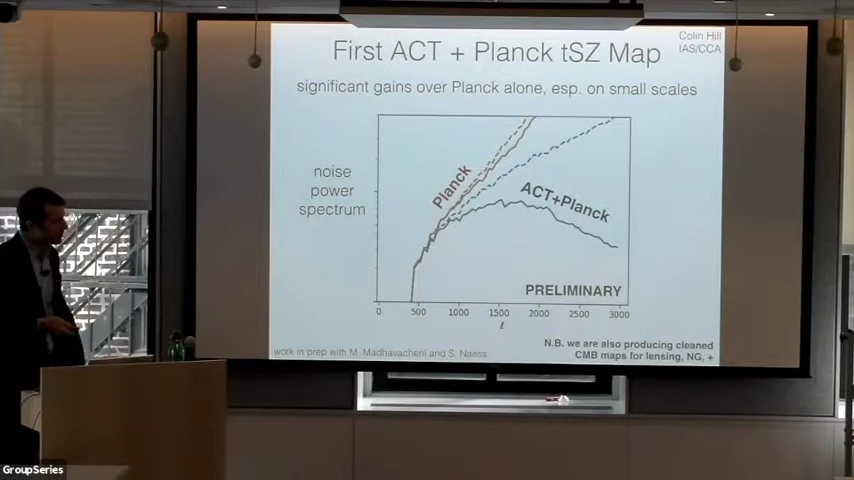 Colin Hill
IAS/CCA
First ACT + Planck tSZ Map
significant gains over Planck alone, esp. on small scales
noise
power
spectrum
Planck
ACT+Planck
PRELIMINARY
0 500 1000 1500 2000 2500 3000
ℓ
N.B. we are also producing cleaned
CMB maps for lensing, NG, +
work in prep with M. Madhavacheril and S. Naess
GroupSeries